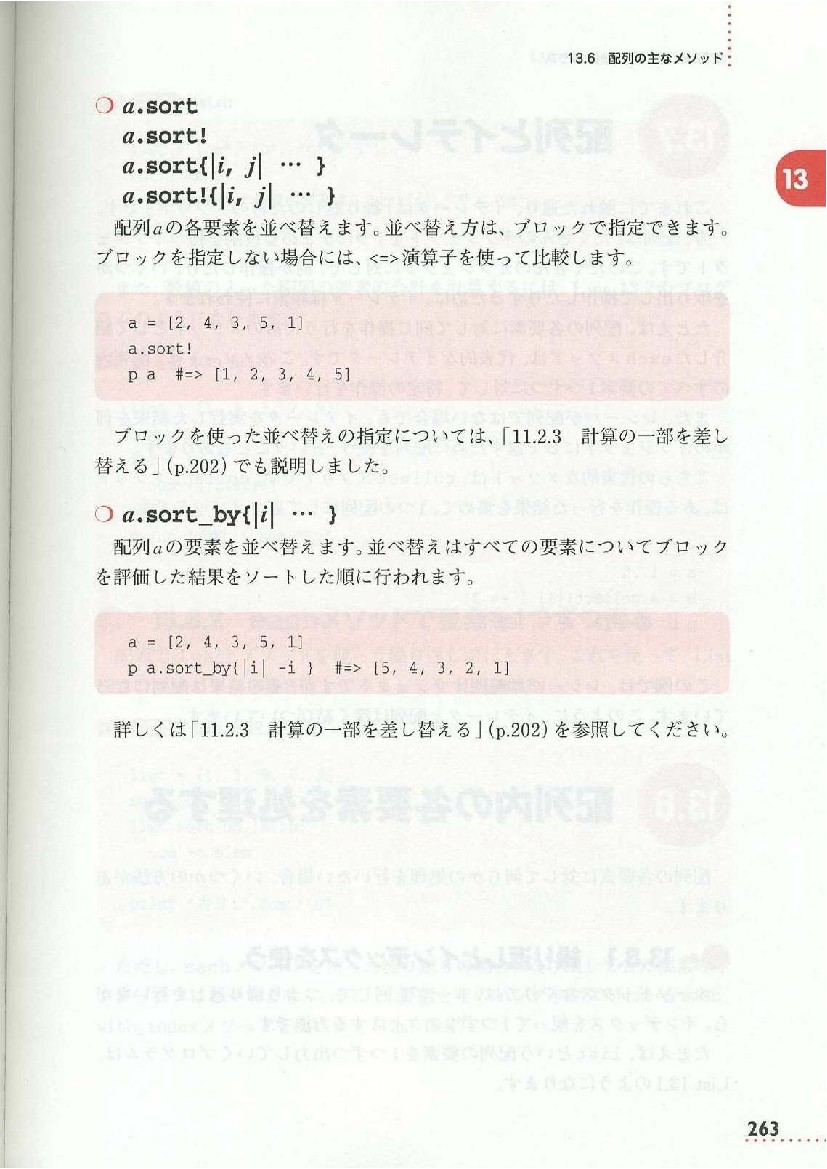 13.6 配列の主なメソッド
13
❍ a.sort
a.sort!
a.sort{|i, j| … }
a.sort!{|i, j| … }
配列aの各要素を並べ替えます。並べ替え方は、ブロックで指定できます。
ブロックを指定しない場合には、<=>演算子を使って比較します。
a = [2, 4, 3, 5, 1]
a.sort!
p a #=> [1, 2, 3, 4, 5]
ブロックを使った並べ替えの指定については、「11.2.3 計算の一部を差し
替える」(p.202)でも説明しました。
❍ a.sort_by{|i| … }
配列aの要素を並べ替えます。並べ替えはすべての要素についてブロック
を評価した結果をソートした順に行われます。
a = [2, 4, 3, 5, 1]
p a.sort_by{|i| -i } #=> [5, 4, 3, 2, 1]
詳しくは「11.2.3 計算の一部を差し替える」(p.202)を参照してください。
263